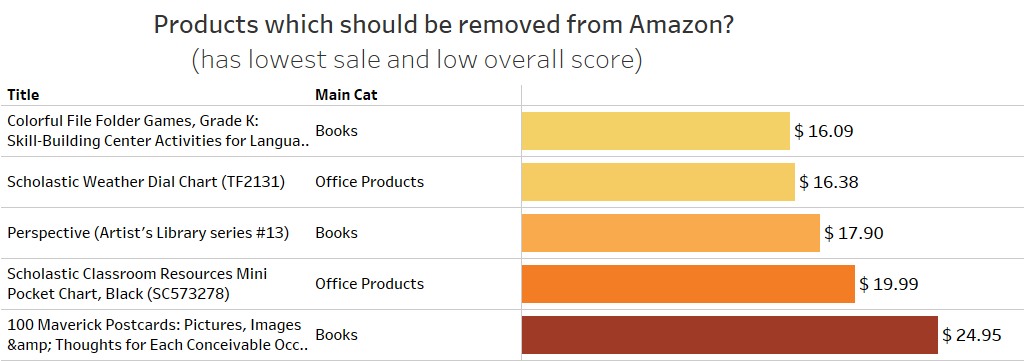 Products which should be removed from Amazon?
(has lowest sale and low overall score)
Title Main Cat
Colorful File Folder Games, Grade K:
Skill-Building Center Activities for Langua..
Books
$ 16.09
Scholastic Weather Dial Chart (TF2131)
Office Products
$ 16.38
Perspective (Artist's Library series #13)
Books
$ 17.90
Scholastic Classroom Resources Mini
Pocket Chart, Black (SC573278)
Office Products
$ 19.99
100 Maverick Postcards: Pictures, Images
&amp; Thoughts for Each Conceivable Occ..
Books
$ 24.95